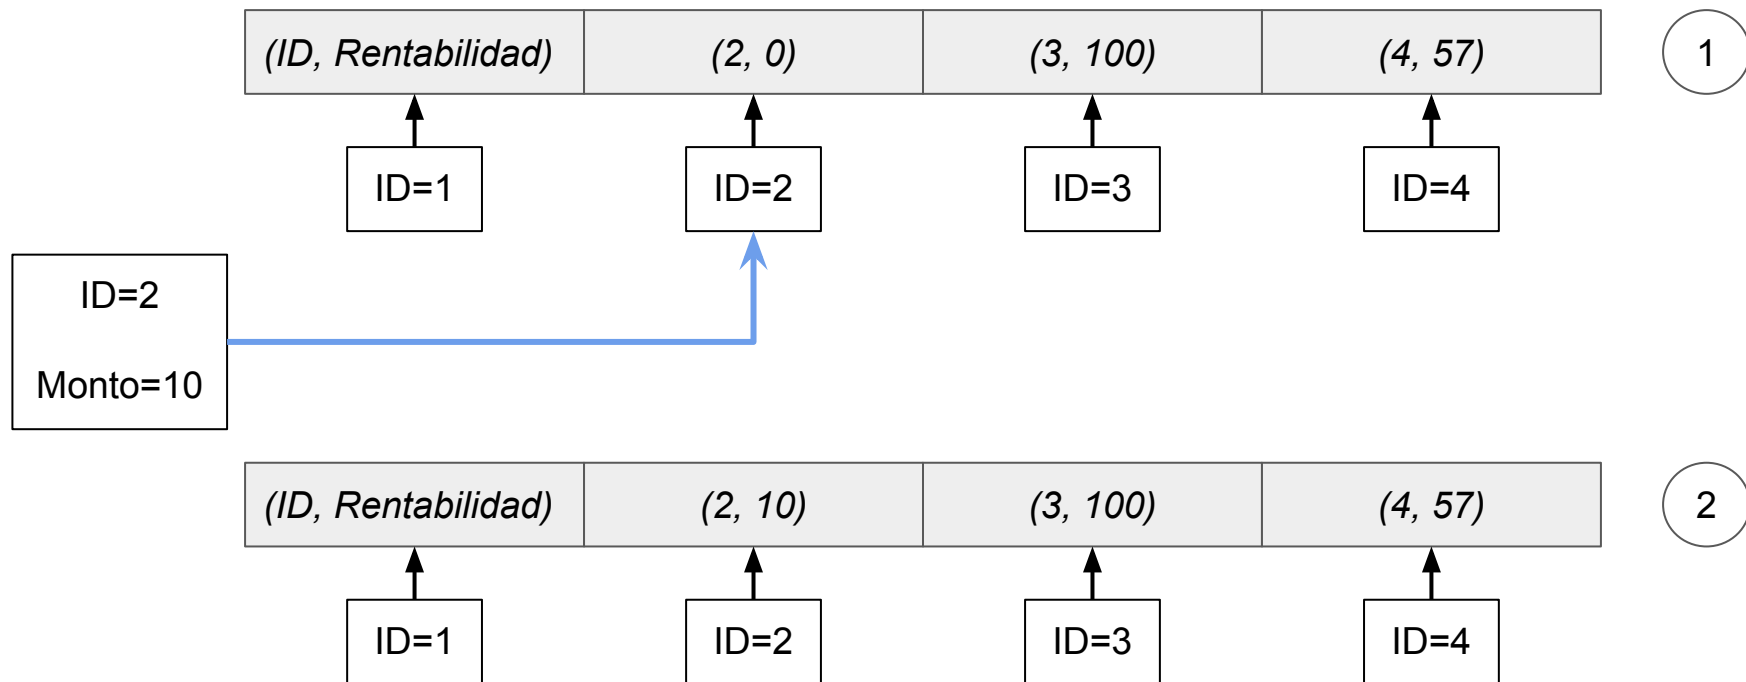 (ID, Rentabilidad) (2, 0) (3, 100) (4, 57) 1
ID=1 ID=2 ID=3 ID=4
ID=2
Monto=10
(ID, Rentabilidad) (2, 10) (3, 100) (4, 57) 2
ID=1 ID=2 ID=3 ID=4